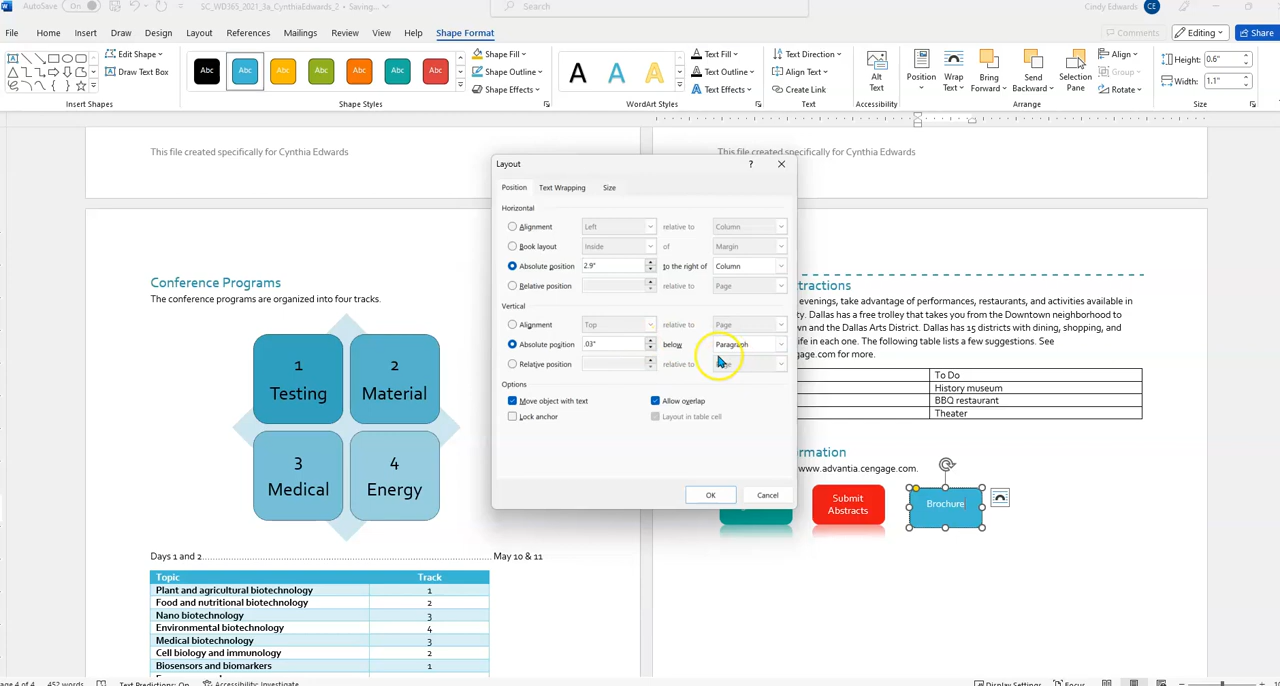 AutoSave On SC_WD365_2021_3a_CynthiaEdwards_2 • Saving... Search Cindy Edwards CE
File Home Insert Draw Design Layout References Mailings Review View Help Shape Format Comments Editing Share
Edit Shape
Draw Text Box
Insert Shapes
Abc Abc Abc Abc Abc Abc Abc
Shape Fill
Shape Outline
Shape Effects
Shape Styles
A A A
Text Fill
Text Outline
Text Effects
WordArt Styles
Text Direction
Align Text
Create Link
Text
Alt Text
Accessibility
Position
Wrap Text
Bring Forward
Send Backward
Selection Pane
Align
Group
Rotate
Arrange
Height: 0.6"
Width: 1.1"
Size
This file created specifically for Cynthia Edwards
This file created specifically for Cynthia Edwards
Conference Programs
The conference programs are organized into four tracks.
1 Testing
2 Material
3 Medical
4 Energy
Days 1 and 2 May 10 & 11
Topic Track
Plant and agricultural biotechnology 1
Food and nutritional biotechnology 2
Nano biotechnology 3
Environmental biotechnology 4
Medical biotechnology 3
Cell biology and immunology 2
Biosensors and biomarkers 1
Layout ?
Position Text Wrapping Size
Horizontal
Alignment Left relative to Column
Book layout Inside of Margin
Absolute position 2.9" to the right of Column
Relative position relative to Page
Vertical
Alignment Top relative to Page
Absolute position .03" below Paragraph
Relative position relative to
Options
Move object with text Allow overlap
Lock anchor Layout in table cell
OK Cancel
tractions
evenings, take advantage of performances, restaurants, and activities available in
ty. Dallas has a free trolley that takes you from the Downtown neighborhood to
wn and the Dallas Arts District. Dallas has 15 districts with dining, shopping, and
life in each one. The following table lists a few suggestions. See
gage.com for more.
To Do
History museum
BBQ restaurant
Theater
rmation
www.advantia.cengage.com.
Submit Abstracts
Brochure
age 4 of 4 452 words Text Predictions: On Accessibility: Investigate Display Settings Focus